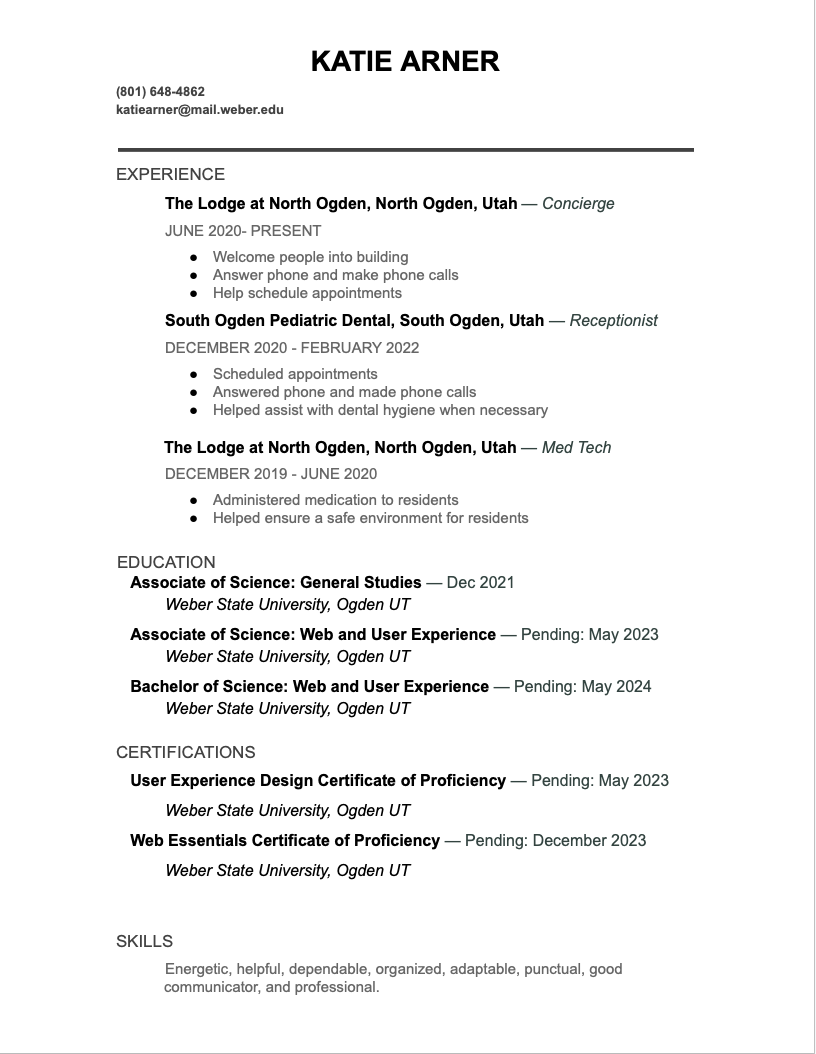 KATIE ARNER
(801) 648-4862
katiearner@mail.weber.edu
EXPERIENCE
The Lodge at North Ogden, North Ogden, Utah — Concierge
JUNE 2020- PRESENT
● Welcome people into building
● Answer phone and make phone calls
● Help schedule appointments
South Ogden Pediatric Dental, South Ogden, Utah — Receptionist
DECEMBER 2020 - FEBRUARY 2022
● Scheduled appointments
● Answered phone and made phone calls
● Helped assist with dental hygiene when necessary
The Lodge at North Ogden, North Ogden, Utah — Med Tech
DECEMBER 2019 - JUNE 2020
● Administered medication to residents
● Helped ensure a safe environment for residents
EDUCATION
Associate of Science: General Studies — Dec 2021
Weber State University, Ogden UT
Associate of Science: Web and User Experience — Pending: May 2023
Weber State University, Ogden UT
Bachelor of Science: Web and User Experience — Pending: May 2024
Weber State University, Ogden UT
CERTIFICATIONS
User Experience Design Certificate of Proficiency — Pending: May 2023
Weber State University, Ogden UT
Web Essentials Certificate of Proficiency — Pending: December 2023
Weber State University, Ogden UT
SKILLS
Energetic, helpful, dependable, organized, adaptable, punctual, good
communicator, and professional.